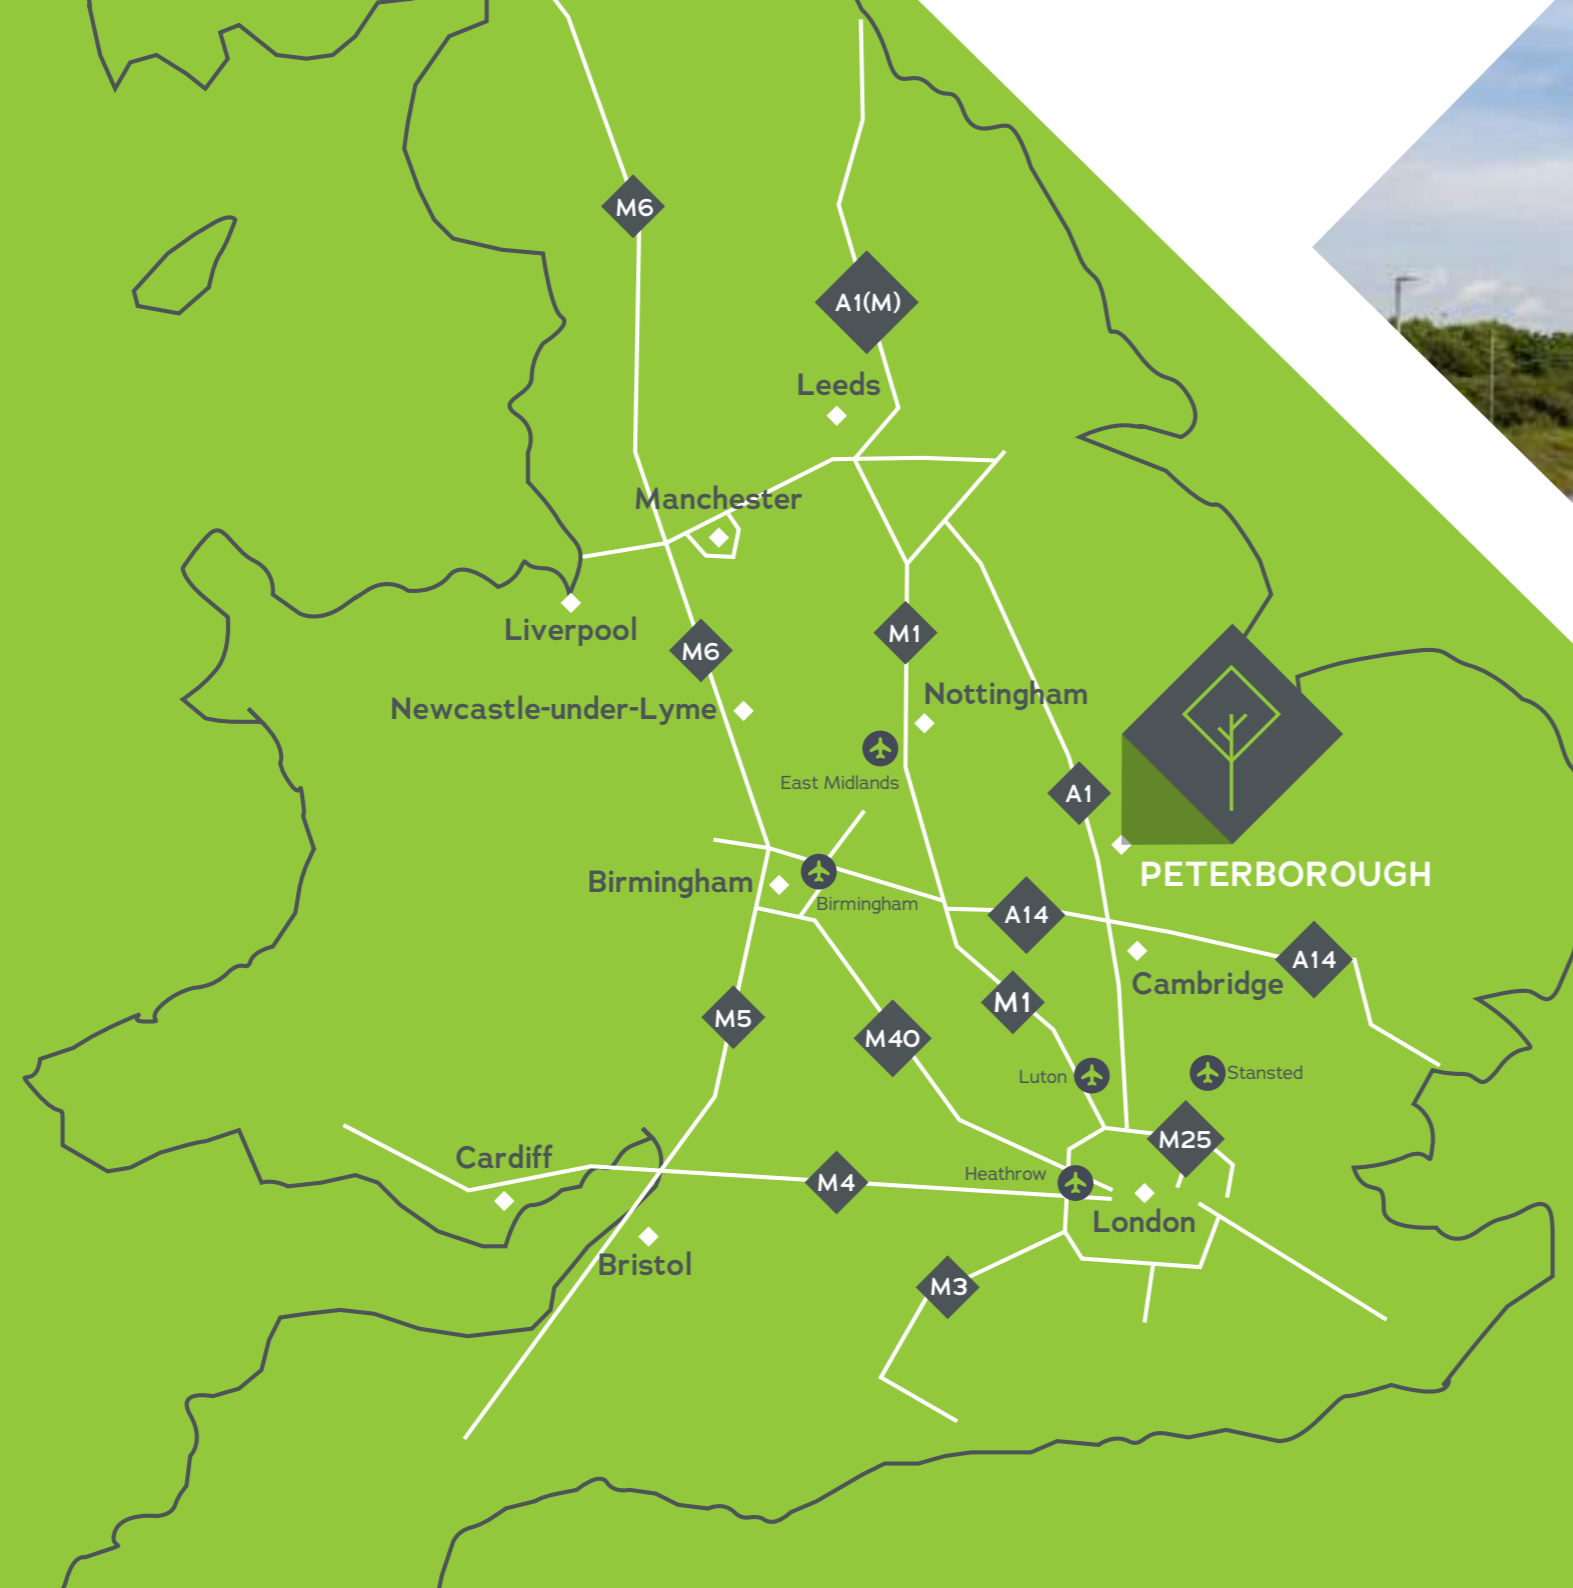 M6
A1(M)
Leeds
Manchester
Liverpool
M1
M6
Nottingham
Newcastle-under-Lyme
East Midlands
A1
PETERBOROUGH
Birmingham
Birmingham
A14
A14
Cambridge
M1
M5
M40
Luton
Stansted
M25
Cardiff
Heathrow
M4
London
Bristol
M3